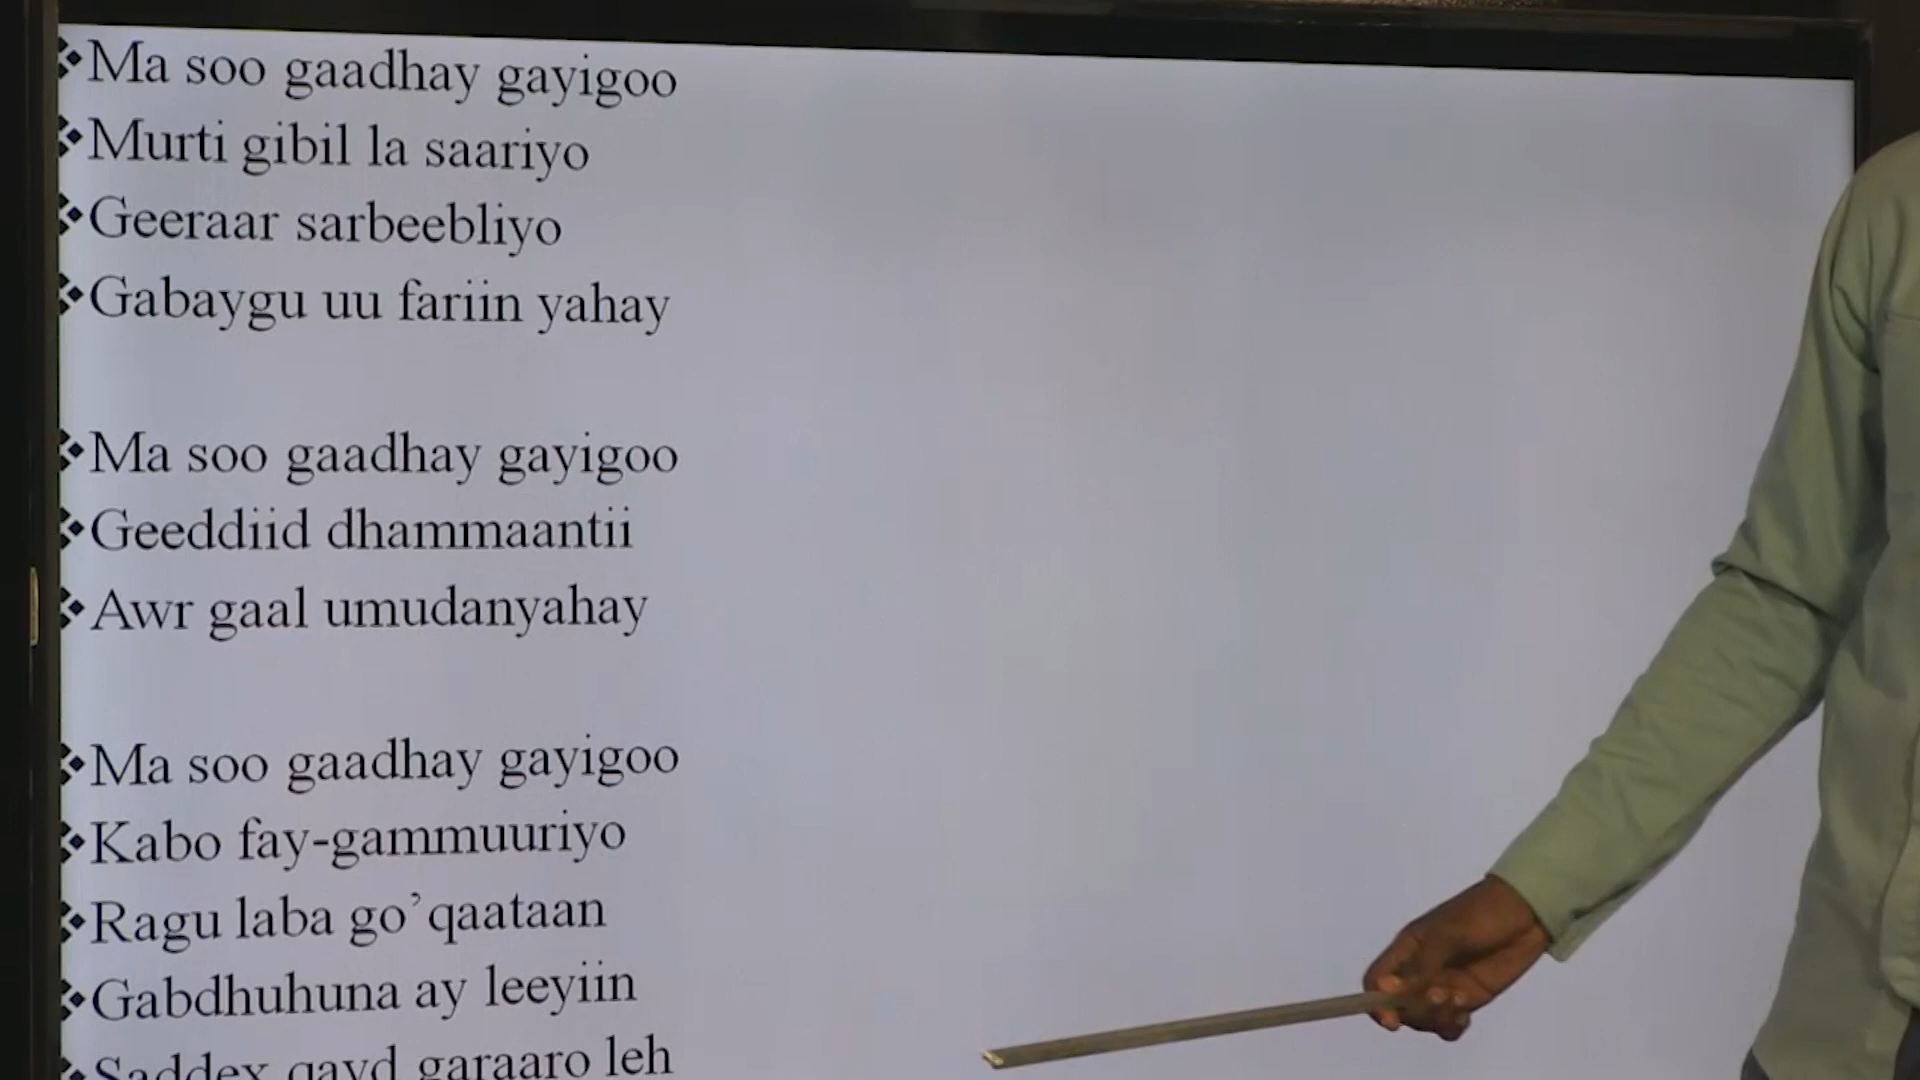 Ma soo gaadhay gayigoo
Murti gibil la saariyo
Geeraar sarbeebliyo
Gabaygu uu fariin yahay
Ma soo gaadhay gayigoo
Geeddiid dhammaantii
Awr gaal umudanyahay
Ma soo gaadhay gayigoo
Kabo fay-gammuuriyo
Ragu laba go’qaataan
Gabdhuhuna ay leeyiin
Saddex qayd garaaro leh